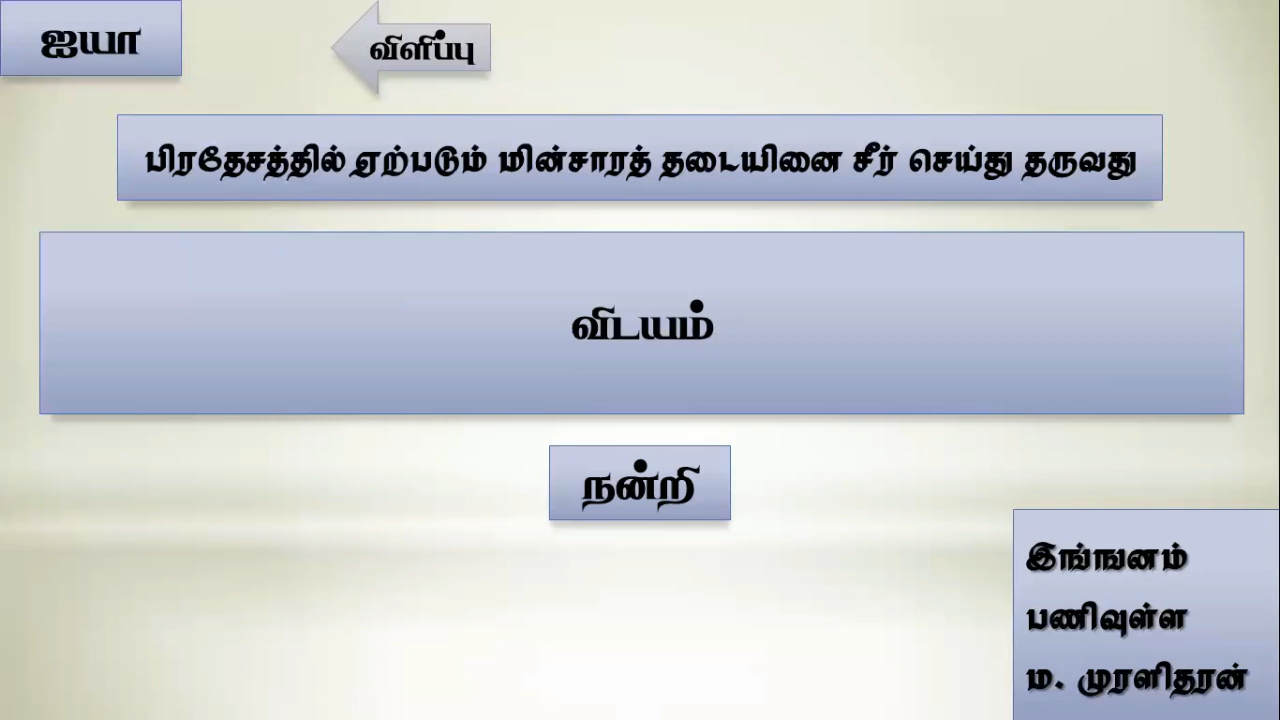 ஐயா
விளிப்பு
பிரதேசத்தில் ஏற்படும் மின்சாரத் தடையினை சீர் செய்து தருவது
விடயம்
நன்றி
இங்ஙனம்
பணிவுள்ள
ம. முரளிதரன்